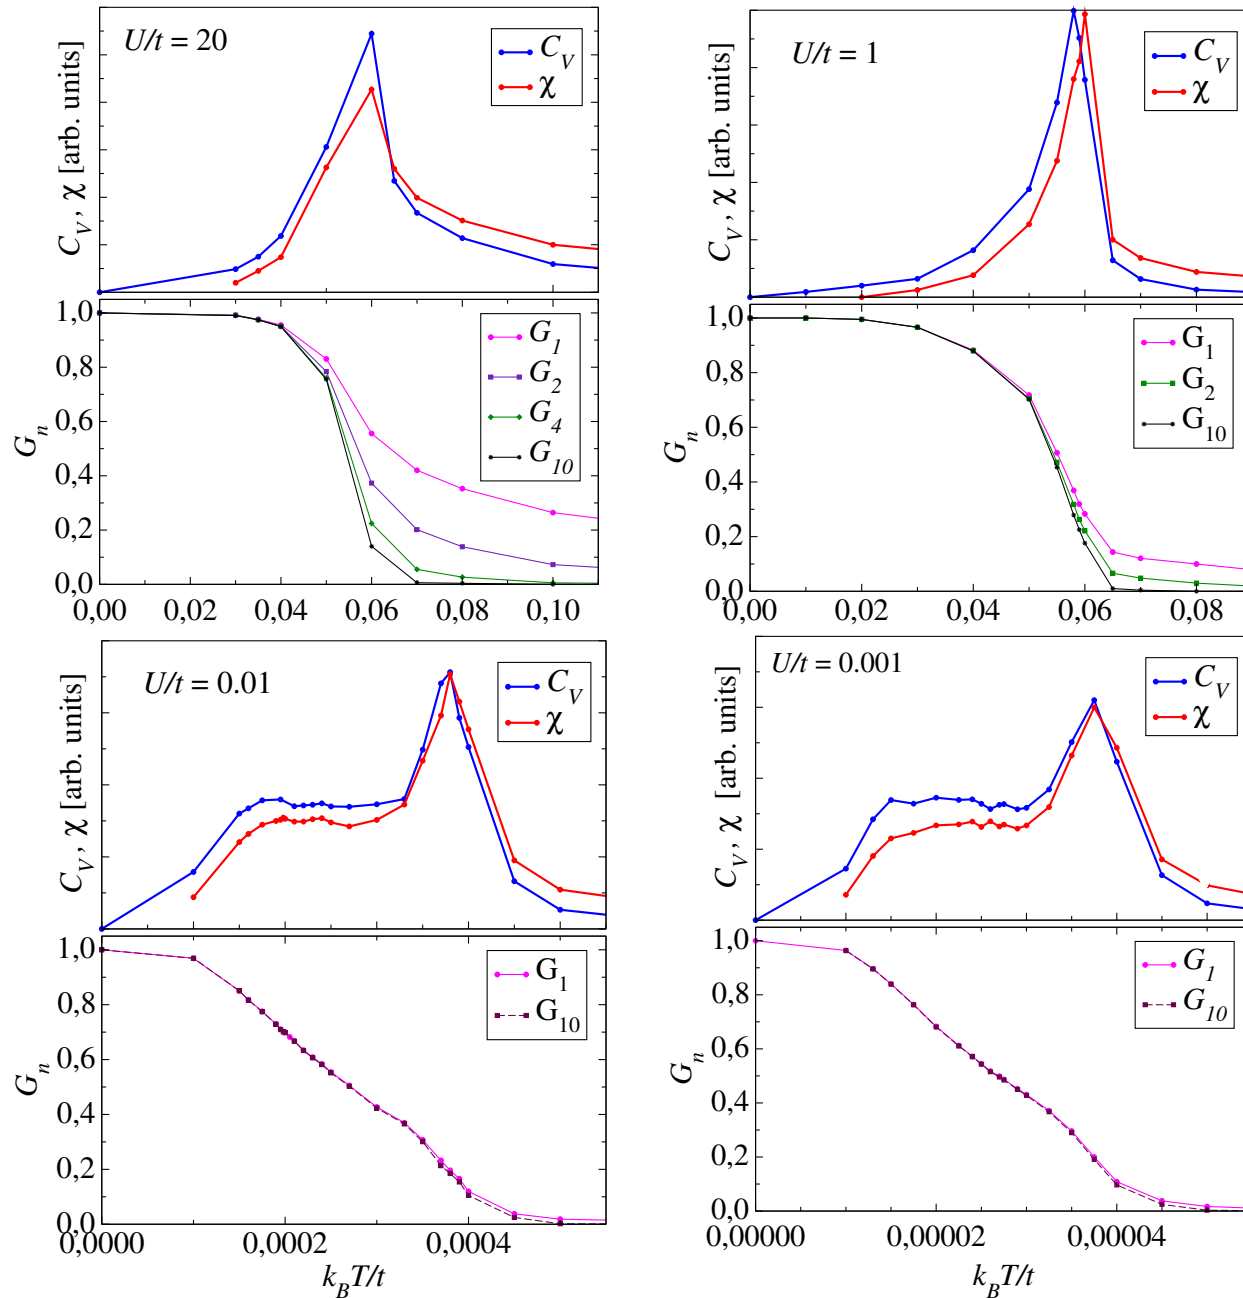 U/t = 20
C_V
χ
C_V, χ [arb. units]
1,0
0,8
0,6
0,4
0,2
0,0
G_n
G_1
G_2
G_4
G_10
0,00 0,02 0,04 0,06 0,08 0,10
U/t = 1
C_V
χ
C_V, χ [arb. units]
1,0
0,8
0,6
0,4
0,2
0,0
G_n
G_1
G_2
G_10
0,00 0,02 0,04 0,06 0,08
U/t = 0.01
C_V
χ
C_V, χ [arb. units]
1,0
0,8
0,6
0,4
0,2
0,0
G_n
G_1
G_10
0,0000 0,0002 0,0004
k_BT/t
U/t = 0.001
C_V
χ
C_V, χ [arb. units]
1,0
0,8
0,6
0,4
0,2
0,0
G_n
G_1
G_10
0,00000 0,00002 0,00004
k_BT/t